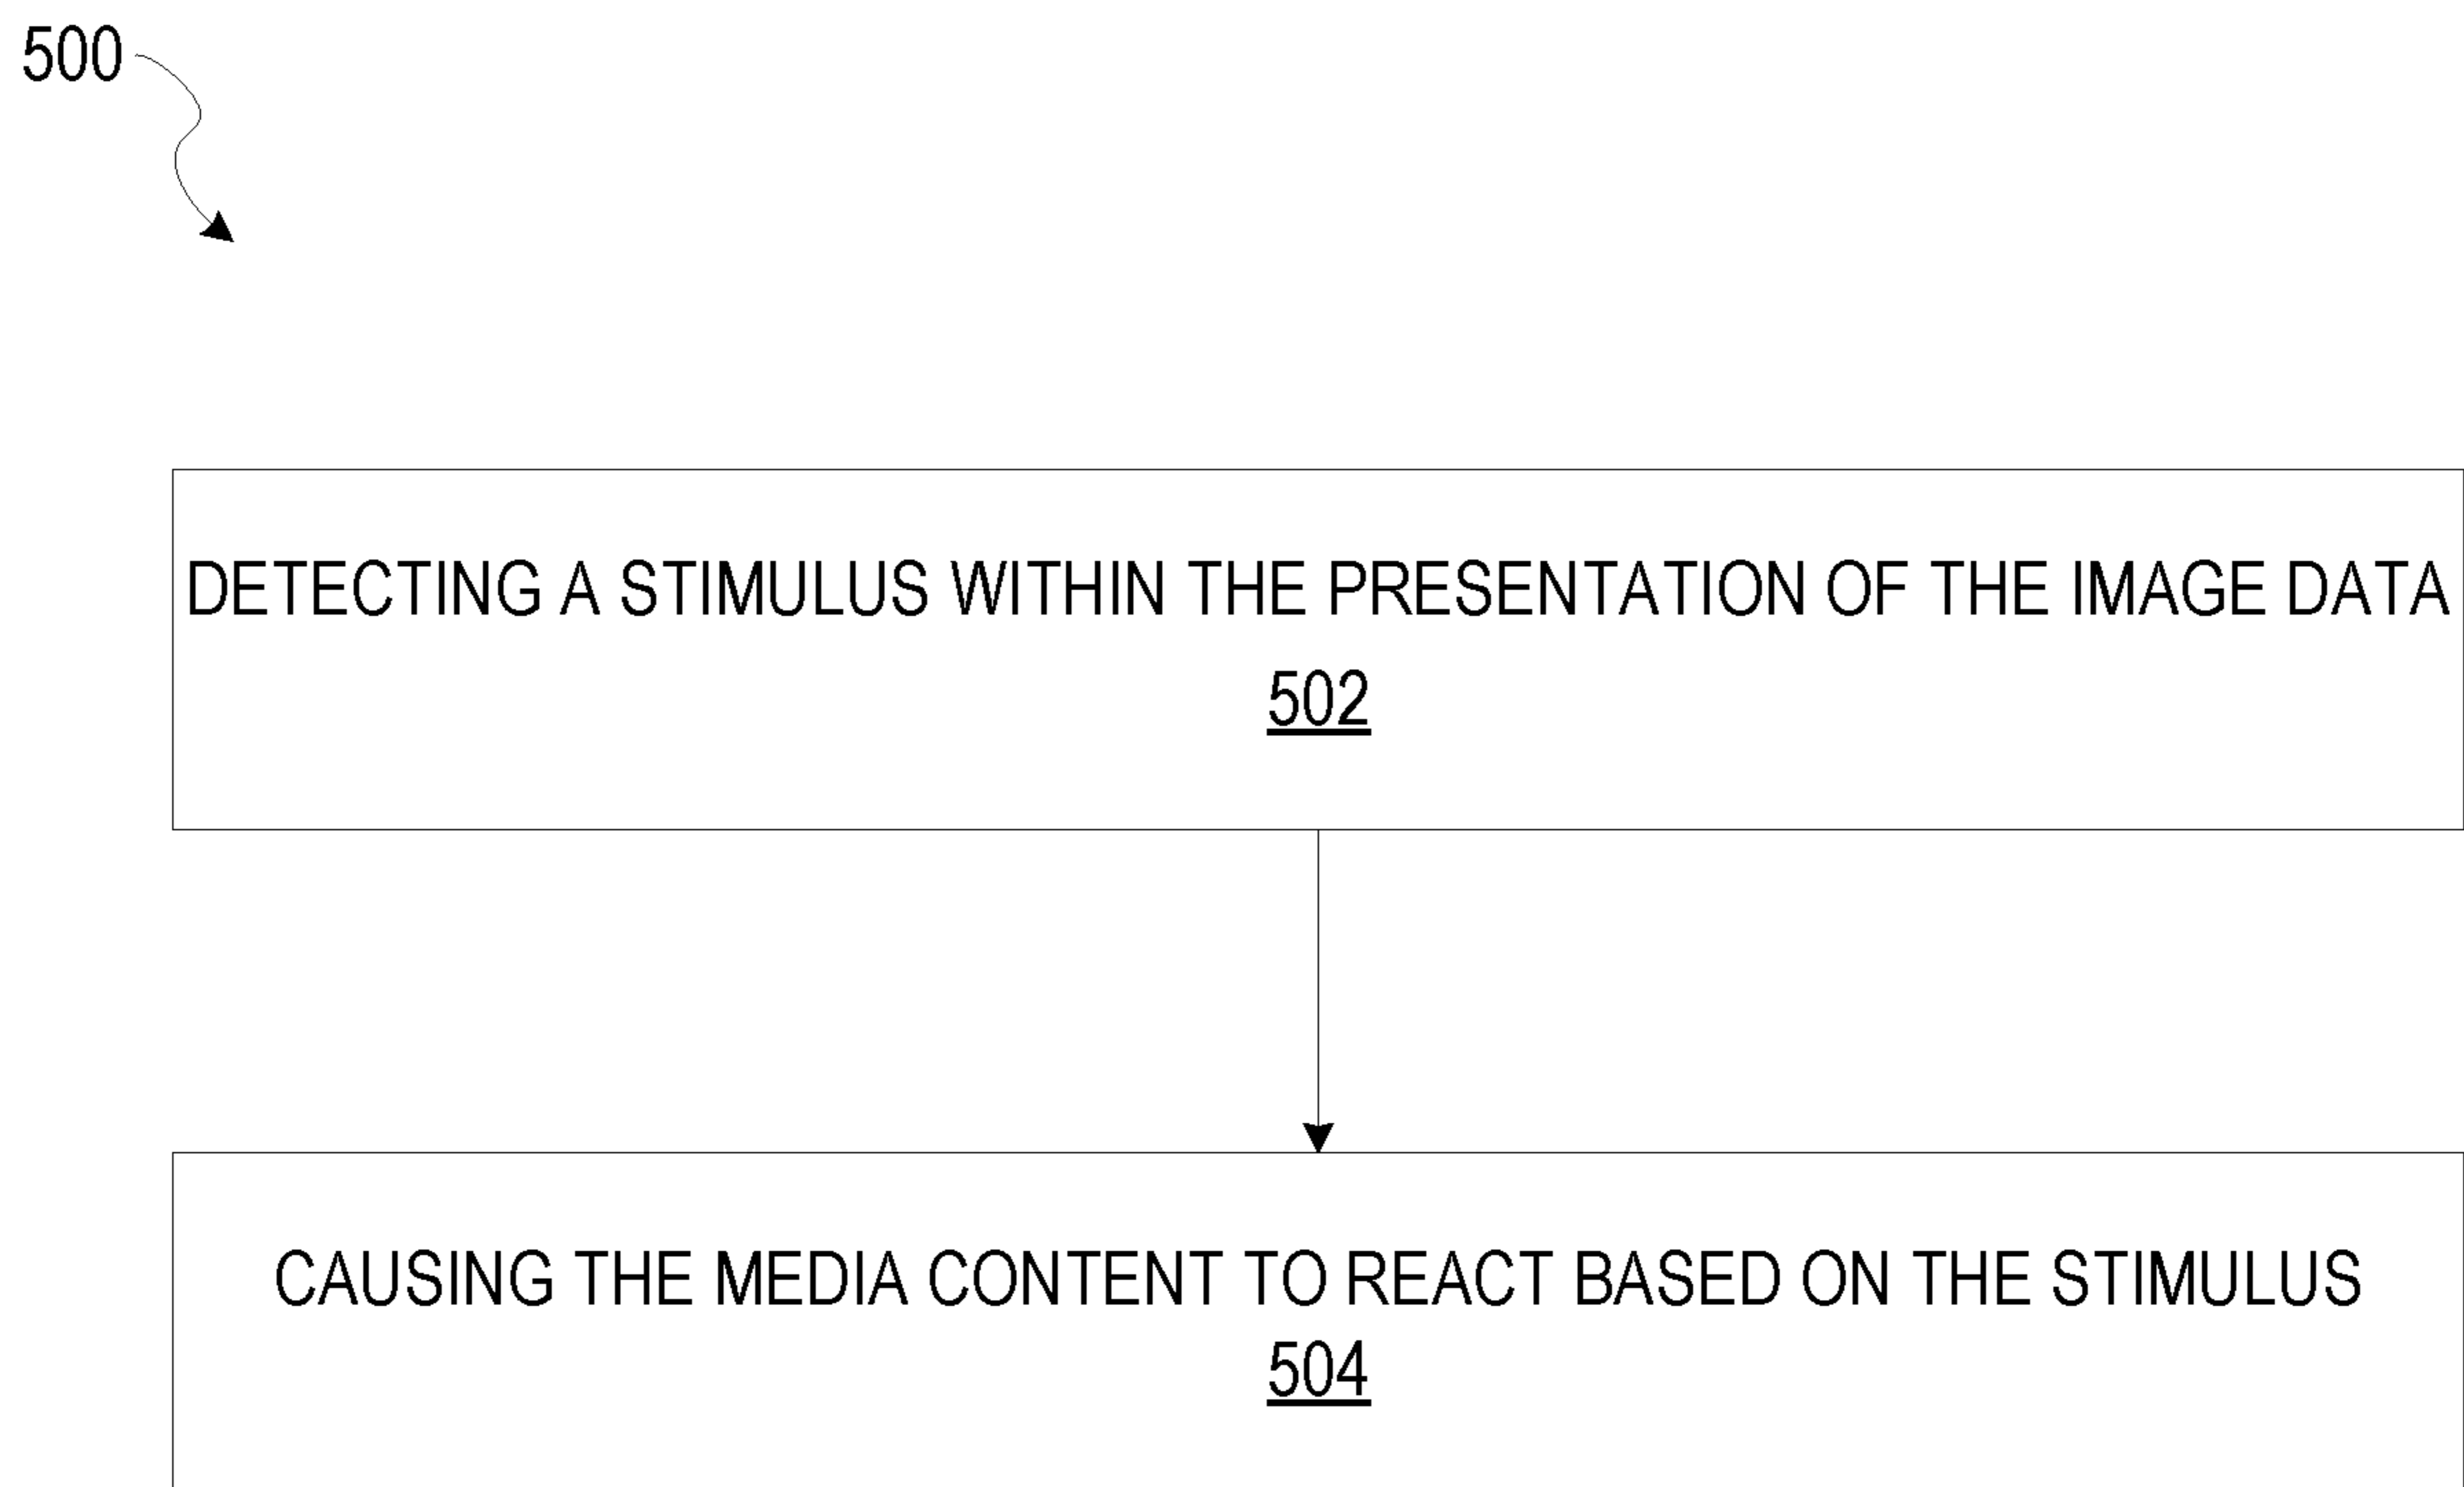 500
DETECTING A STIMULUS WITHIN THE PRESENTATION OF THE IMAGE DATA
502
CAUSING THE MEDIA CONTENT TO REACT BASED ON THE STIMULUS
504